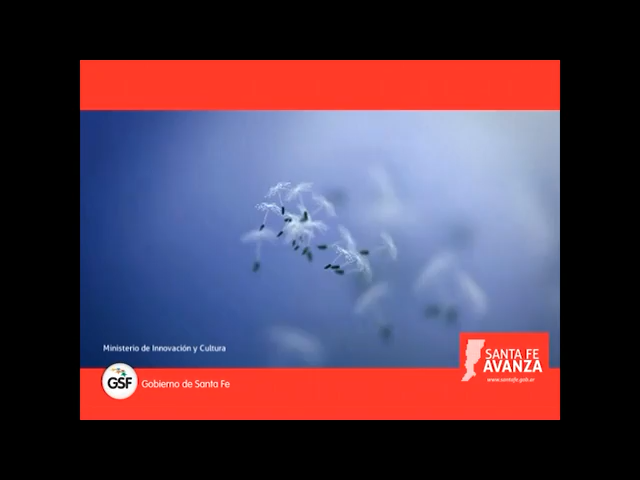 Ministerio de Innovación y Cultura
GSF
Gobierno de Santa Fe
SANTA FE
AVANZA
www.santafe.gob.ar